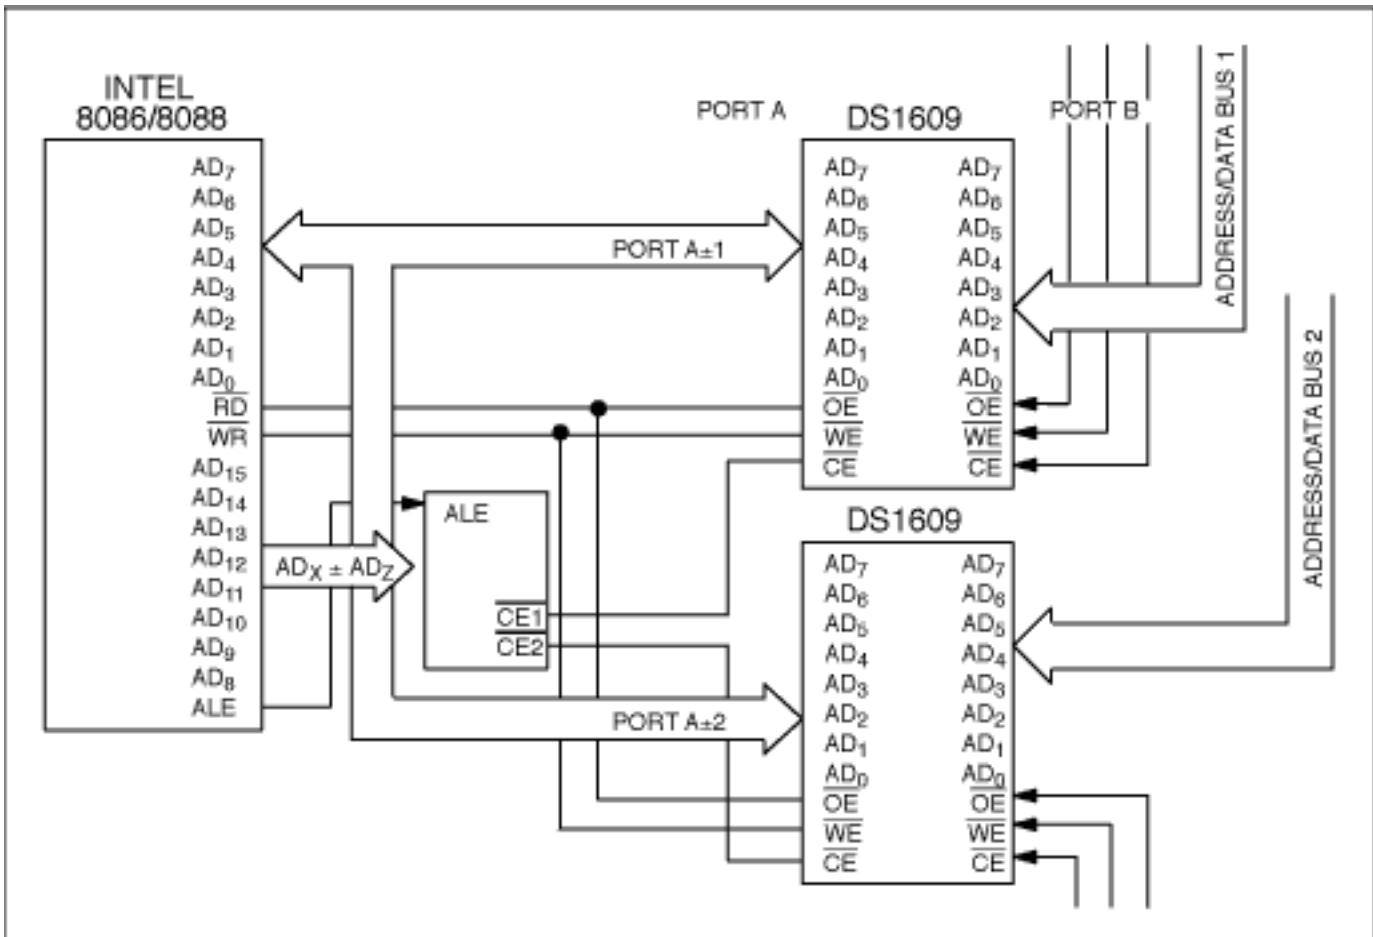 INTEL
8086/8088
AD7
AD6
AD5
AD4
AD3
AD2
AD1
AD0
RD
WR
AD15
AD14
AD13
AD12
AD11
AD10
AD9
AD8
ALE
PORT A±1
ADX ± ADZ
ALE
CE1
CE2
PORT A±2
PORT A
DS1609
PORT B
AD7 AD7
AD6 AD6
AD5 AD5
AD4 AD4
AD3 AD3
AD2 AD2
AD1 AD1
AD0 AD0
OE OE
WE WE
CE CE
ADDRESS/DATA BUS 1
DS1609
AD7 AD7
AD6 AD6
AD5 AD5
AD4 AD4
AD3 AD3
AD2 AD2
AD1 AD1
AD0 AD0
OE OE
WE WE
CE CE
ADDRESS/DATA BUS 2